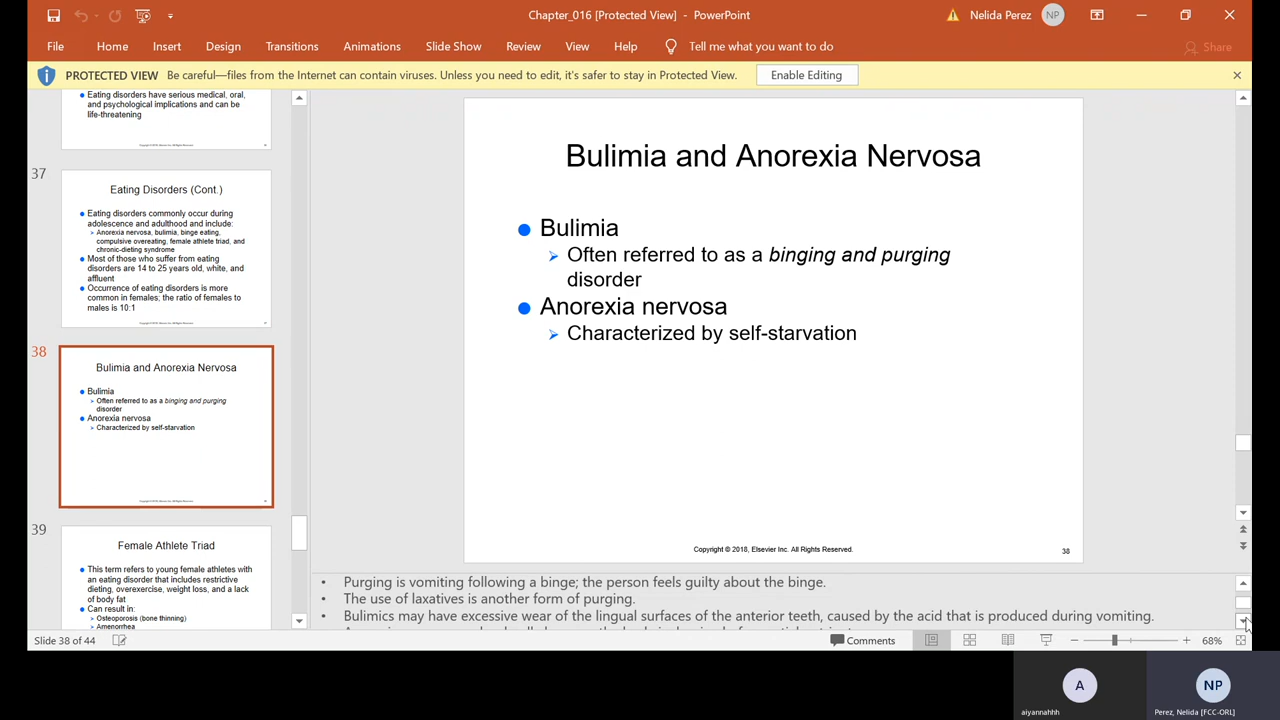 Chapter_016 [Protected View] - PowerPoint
Nelida Perez
NP
File Home Insert Design Transitions Animations Slide Show Review View Help Tell me what you want to do
Share
PROTECTED VIEW Be careful—files from the Internet can contain viruses. Unless you need to edit, it's safer to stay in Protected View.
Enable Editing
Eating disorders have serious medical, oral,
and psychological implications and can be
life-threatening
37
Eating Disorders (Cont.)
Eating disorders commonly occur during
adolescence and adulthood and include:
Anorexia nervosa, bulimia, binge eating,
compulsive overeating, female athlete triad, and
chronic-dieting syndrome
Most of those who suffer from eating
disorders are 14 to 25 years old, white, and
affluent
Occurrence of eating disorders is more
common in females; the ratio of females to
males is 10:1
38
Bulimia and Anorexia Nervosa
Bulimia
Often referred to as a binging and purging
disorder
Anorexia nervosa
Characterized by self-starvation
39
Female Athlete Triad
This term refers to young female athletes with
an eating disorder that includes restrictive
dieting, overexercise, weight loss, and a lack
of body fat
Can result in:
Osteoporosis (bone thinning)
Amenorrhea
Bulimia and Anorexia Nervosa
Bulimia
Often referred to as a binging and purging
disorder
Anorexia nervosa
Characterized by self-starvation
Copyright © 2018, Elsevier Inc. All Rights Reserved.
38
• Purging is vomiting following a binge; the person feels guilty about the binge.
• The use of laxatives is another form of purging.
• Bulimics may have excessive wear of the lingual surfaces of the anterior teeth, caused by the acid that is produced during vomiting.
Slide 38 of 44
Comments
68%
A
NP
aiyannahhh
Perez, Nelida [FCC-ORL]